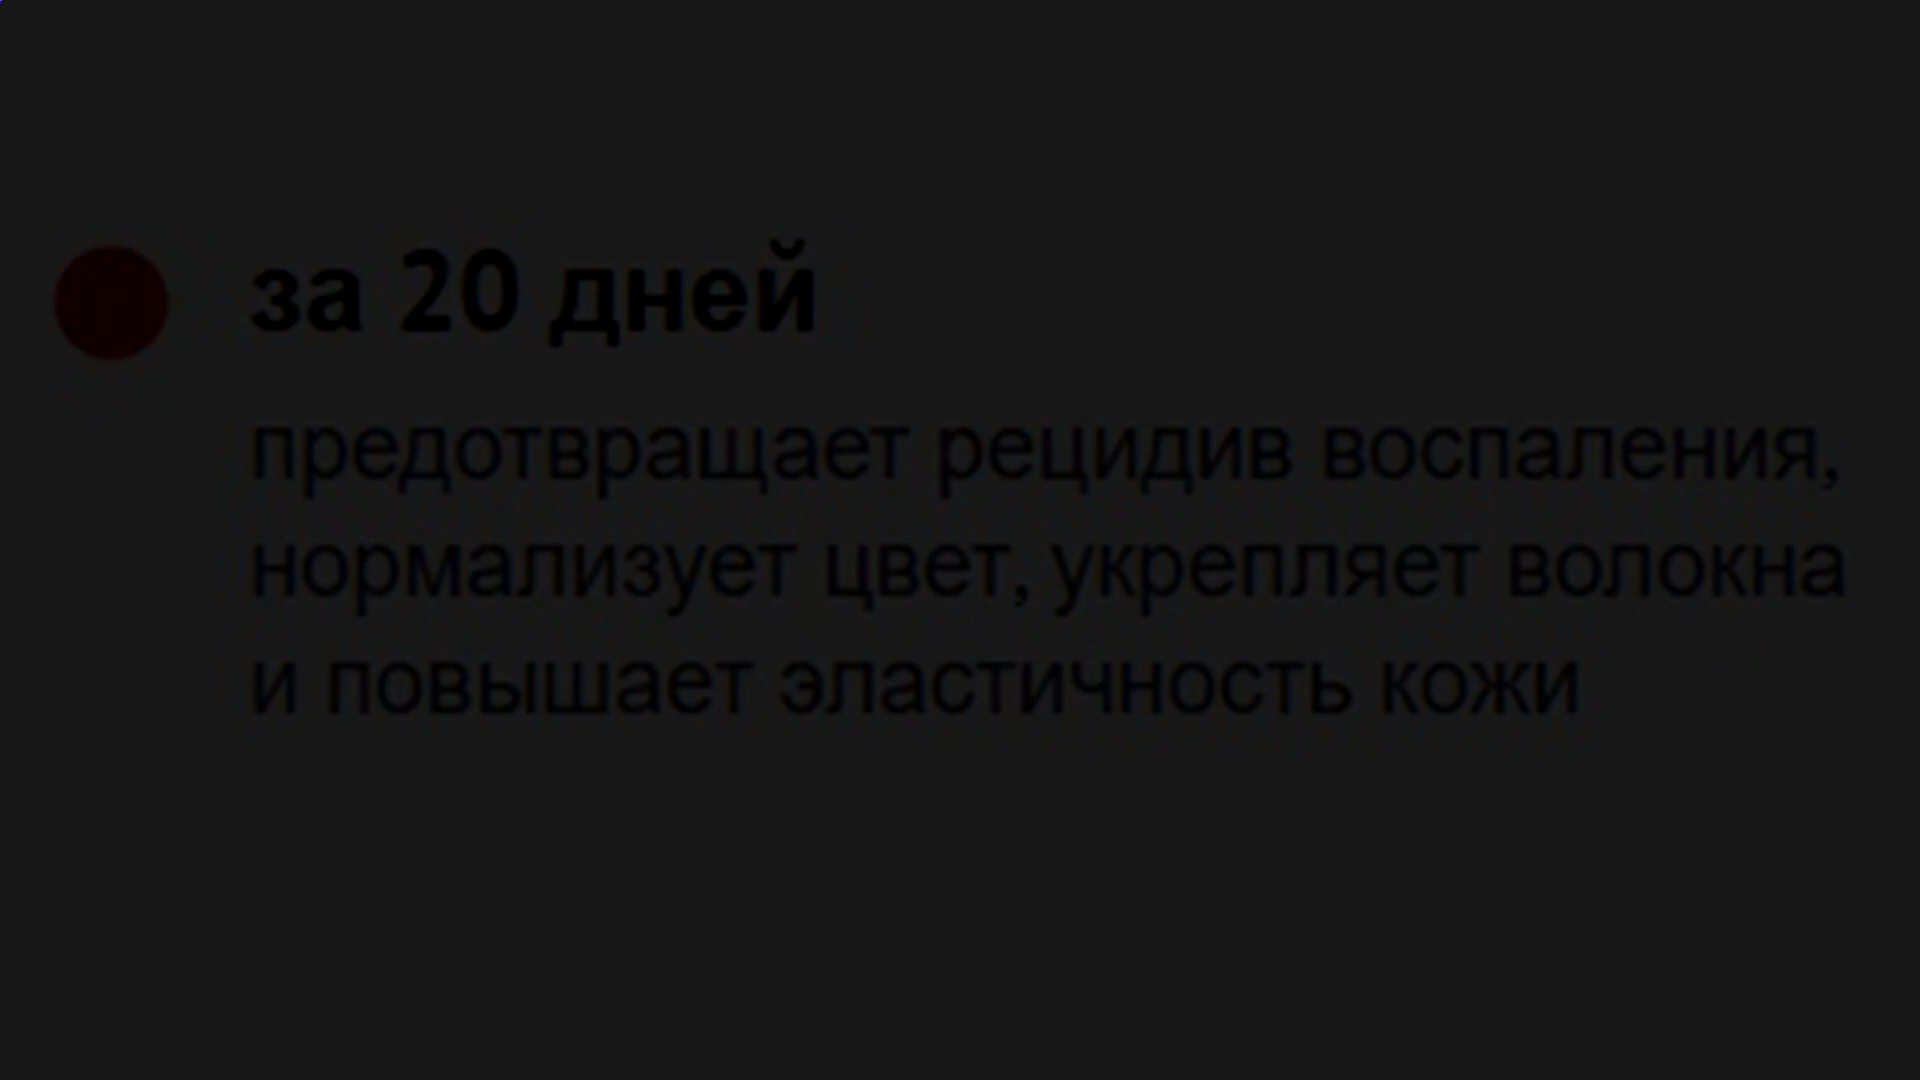 за 20 дней
предотвращает рецидив воспаления,
нормализует цвет, укрепляет волокна
и повышает эластичность кожи